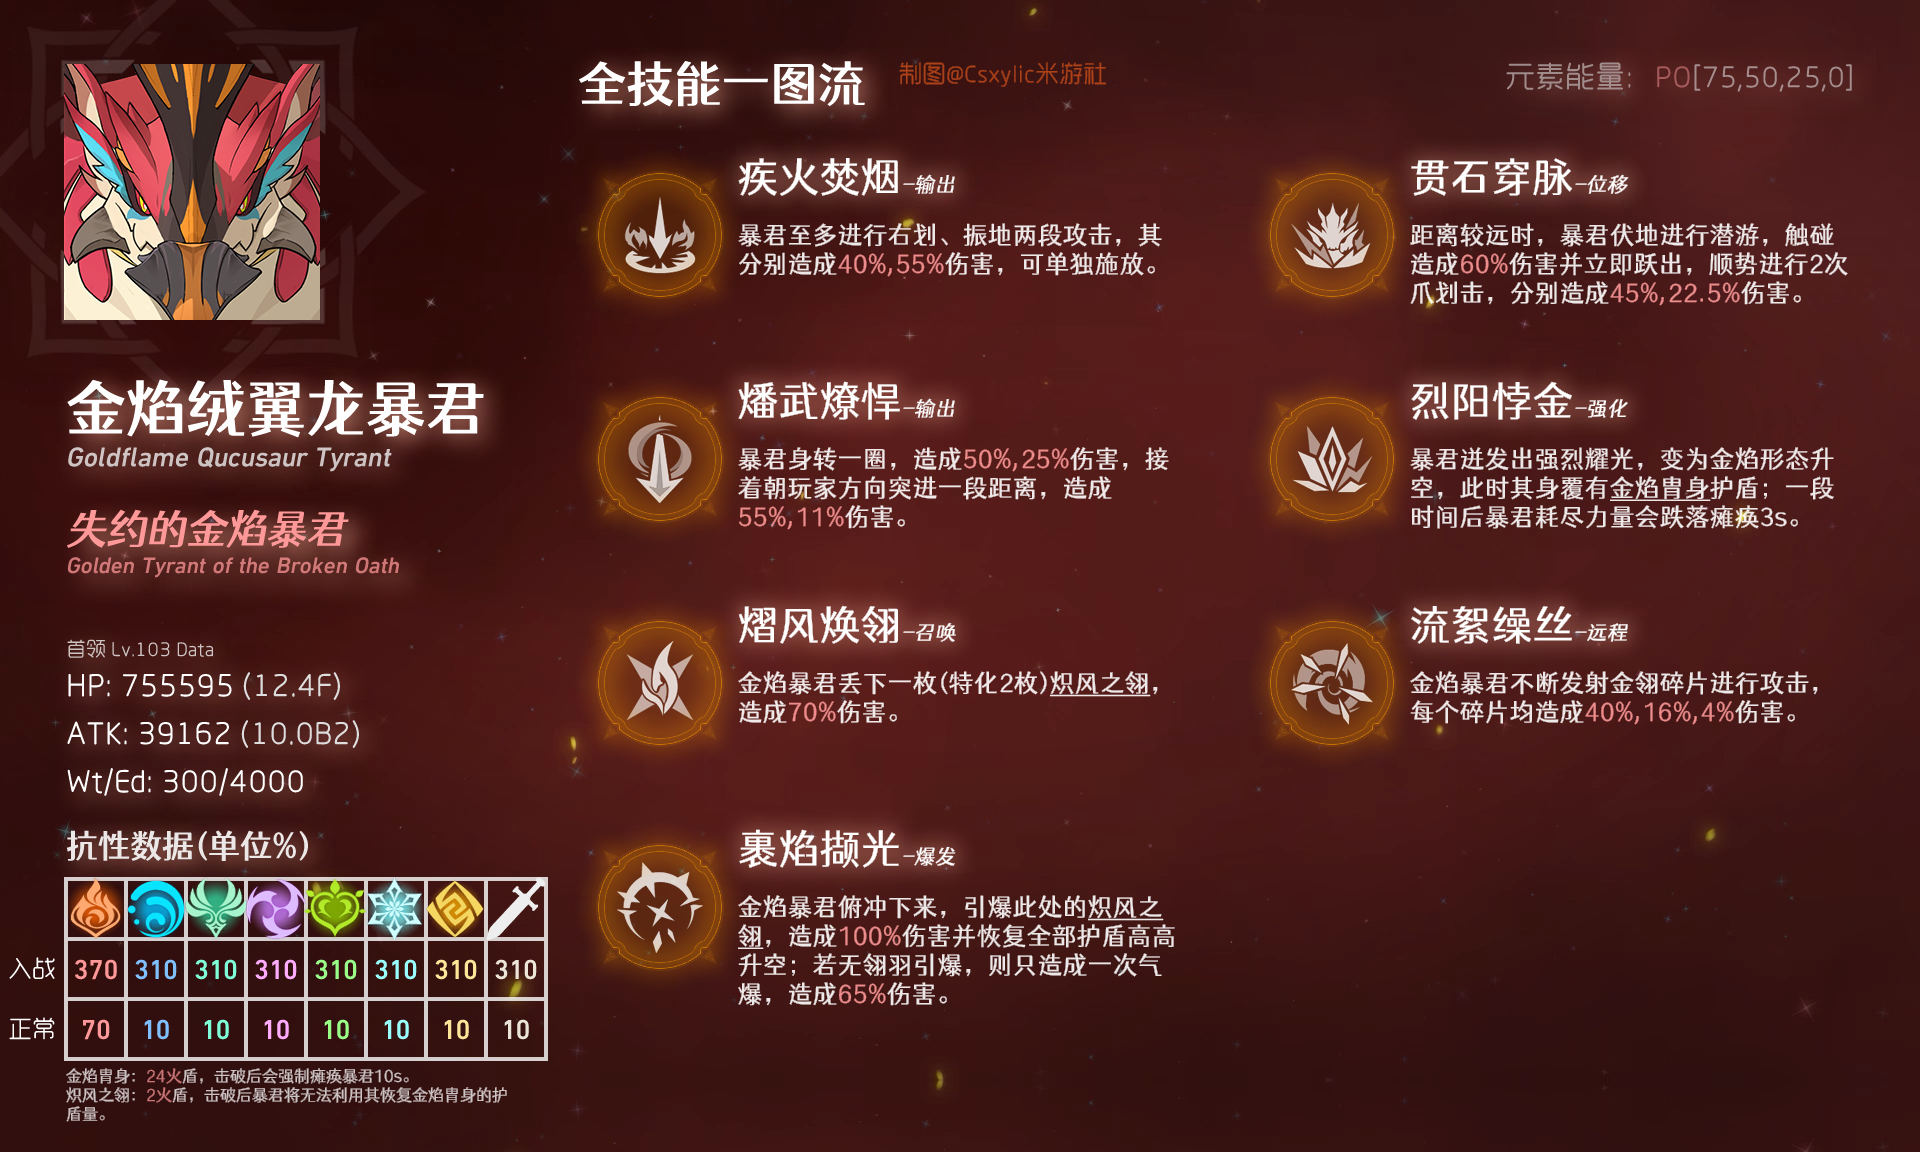 全技能一图流
制图@Csxylic米游社
元素能量: PO[75,50,25,0]
金焰绒翼龙暴君
Goldflame Qucusaur Tyrant
失约的金焰暴君
Golden Tyrant of the Broken Oath
首领 Lv.103 Data
HP: 755595 (12.4F)
ATK: 39162 (10.0B2)
Wt/Ed: 300/4000
抗性数据(单位%)
入战 370 310 310 310 310 310 310 310
正常 70 10 10 10 10 10 10 10
金焰胄身：24火盾，击破后会强制瘫痪暴君10s。
炽风之翎：2火盾，击破后暴君将无法利用其恢复金焰胄身的护
盾量。
疾火焚烟-输出
暴君至多进行右划、振地两段攻击，其
分别造成40%,55%伤害，可单独施放。
燔武燎悍-输出
暴君身转一圈，造成50%,25%伤害，接
着朝玩家方向突进一段距离，造成
55%,11%伤害。
熠风焕翎-召唤
金焰暴君丢下一枚(特化2枚)炽风之翎，
造成70%伤害。
裹焰撷光-爆发
金焰暴君俯冲下来，引爆此处的炽风之
翎，造成100%伤害并恢复全部护盾高高
升空；若无翎羽引爆，则只造成一次气
爆，造成65%伤害。
贯石穿脉-位移
距离较远时，暴君伏地进行潜游，触碰
造成60%伤害并立即跃出，顺势进行2次
爪划击，分别造成45%,22.5%伤害。
烈阳悖金-强化
暴君迸发出强烈耀光，变为金焰形态升
空，此时其身覆有金焰胄身护盾；一段
时间后暴君耗尽力量会跌落瘫痪3s。
流絮缲丝-远程
金焰暴君不断发射金翎碎片进行攻击，
每个碎片均造成40%,16%,4%伤害。